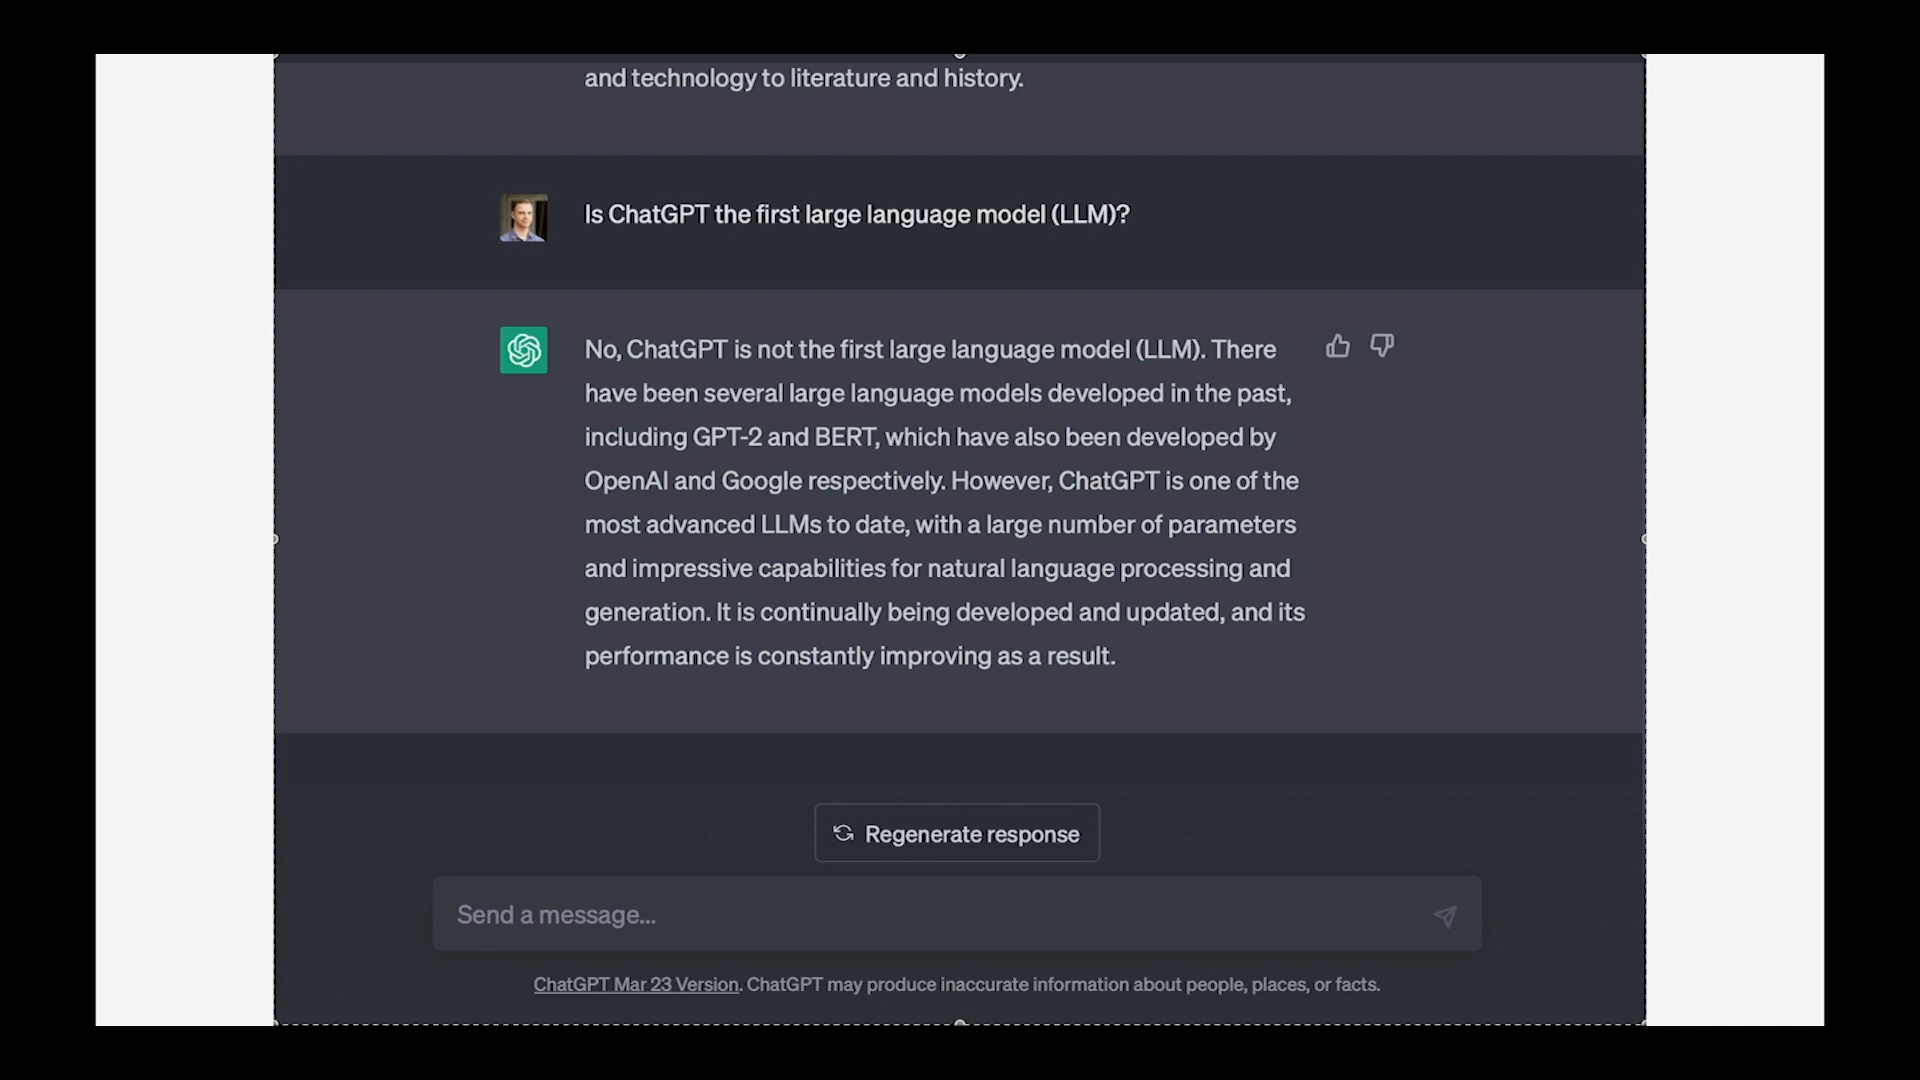 and technology to literature and history.
Is ChatGPT the first large language model (LLM)?
No, ChatGPT is not the first large language model (LLM). There
have been several large language models developed in the past,
including GPT-2 and BERT, which have also been developed by
OpenAI and Google respectively. However, ChatGPT is one of the
most advanced LLMs to date, with a large number of parameters
and impressive capabilities for natural language processing and
generation. It is continually being developed and updated, and its
performance is constantly improving as a result.
Regenerate response
Send a message...
ChatGPT Mar 23 Version. ChatGPT may produce inaccurate information about people, places, or facts.